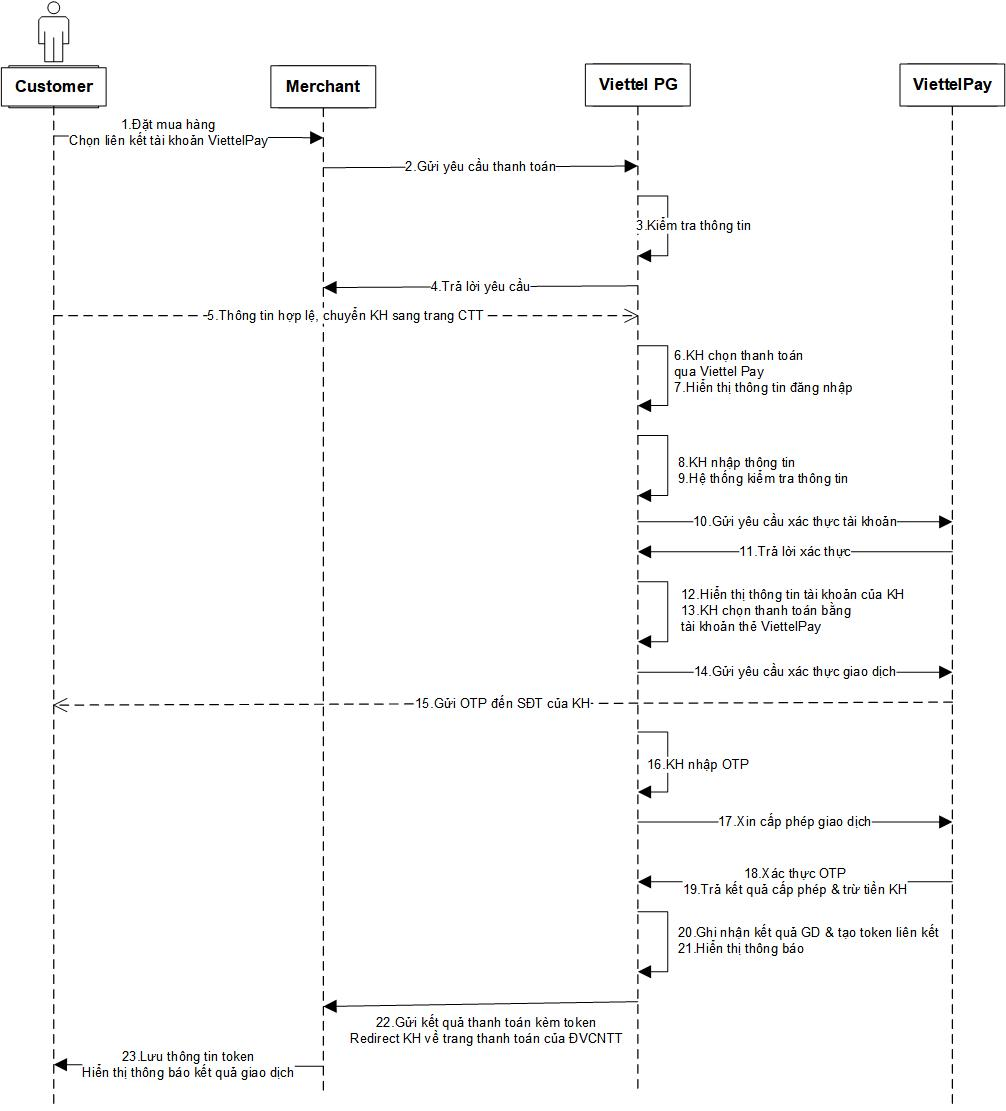 Customer
Merchant
Viettel PG
ViettelPay
1.Đặt mua hàng
Chọn liên kết tài khoản ViettelPay
2.Gửi yêu cầu thanh toán
3.Kiểm tra thông tin
4.Trả lời yêu cầu
5.Thông tin hợp lệ, chuyển KH sang trang CTT
6.KH chọn thanh toán
qua Viettel Pay
7.Hiển thị thông tin đăng nhập
8.KH nhập thông tin
9.Hệ thống kiểm tra thông tin
10.Gửi yêu cầu xác thực tài khoản
11.Trả lời xác thực
12.Hiển thị thông tin tài khoản của KH
13.KH chọn thanh toán bằng
tài khoản thẻ ViettelPay
14.Gửi yêu cầu xác thực giao dịch
15.Gửi OTP đến SĐT của KH
16.KH nhập OTP
17.Xin cấp phép giao dịch
18.Xác thực OTP
19.Trả kết quả cấp phép & trừ tiền KH
20.Ghi nhận kết quả GD & tạo token liên kết
21.Hiển thị thông báo
22.Gửi kết quả thanh toán kèm token
Redirect KH về trang thanh toán của ĐVCNTT
23.Lưu thông tin token
Hiển thị thông báo kết quả giao dịch